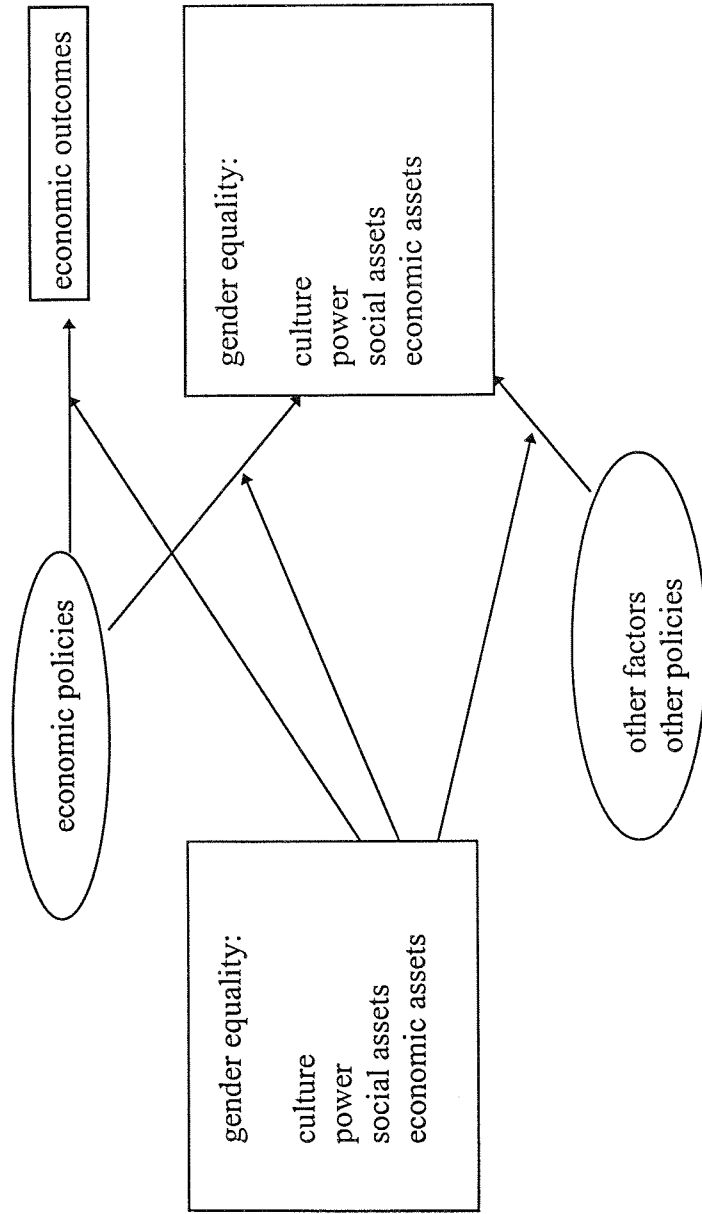 economic policies
economic outcomes
gender equality:
culture
power
social assets
economic assets
gender equality:
culture
power
social assets
economic assets
other factors
other policies